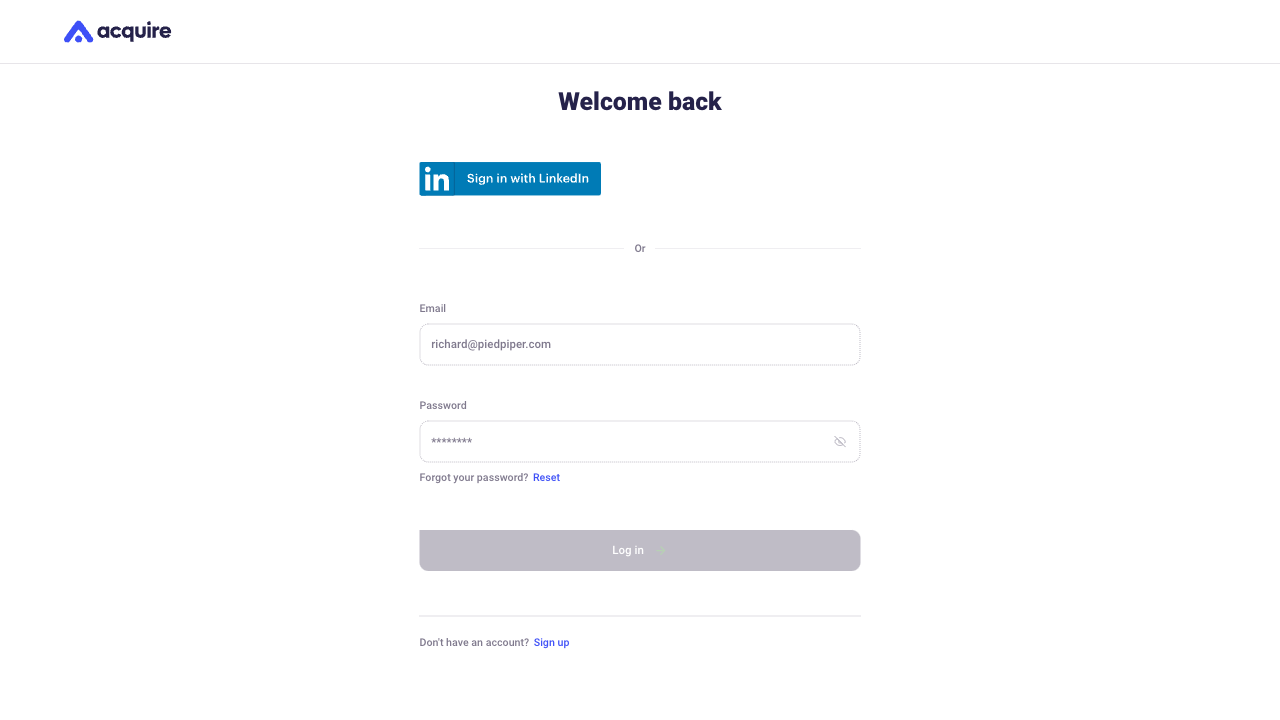 acquire
Welcome back
in Sign in with LinkedIn
Or
Email
richard@piedpiper.com
Password
********
Forgot your password? Reset
Log in
Don't have an account? Sign up